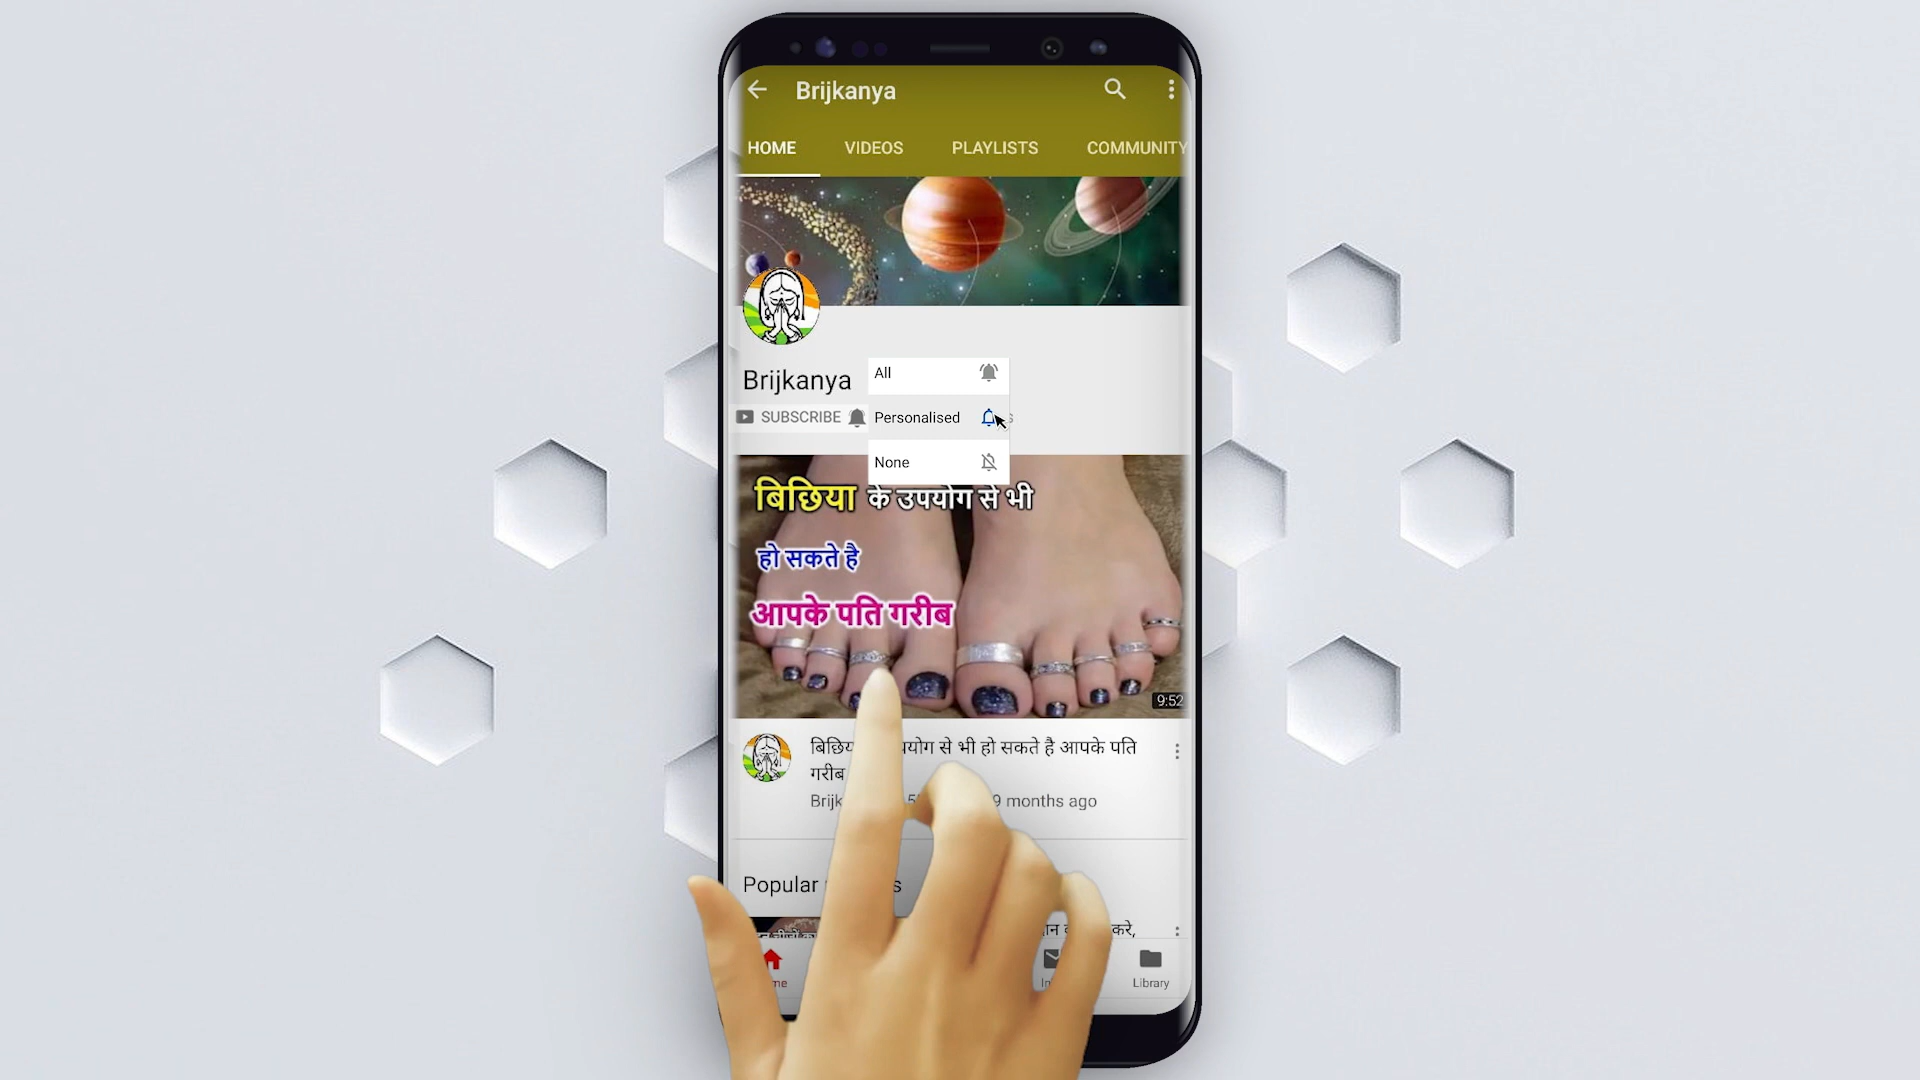 Brijkanya
HOME VIDEOS PLAYLISTS COMMUNITY
Brijkanya
SUBSCRIBE
All
Personalised
None
बिछिया के उपयोग से भी
हो सकते है
आपके पति गरीब
9:52
से भी हो सकते है आपके पति
गरीब
9 months ago
Popular
करे,
Library